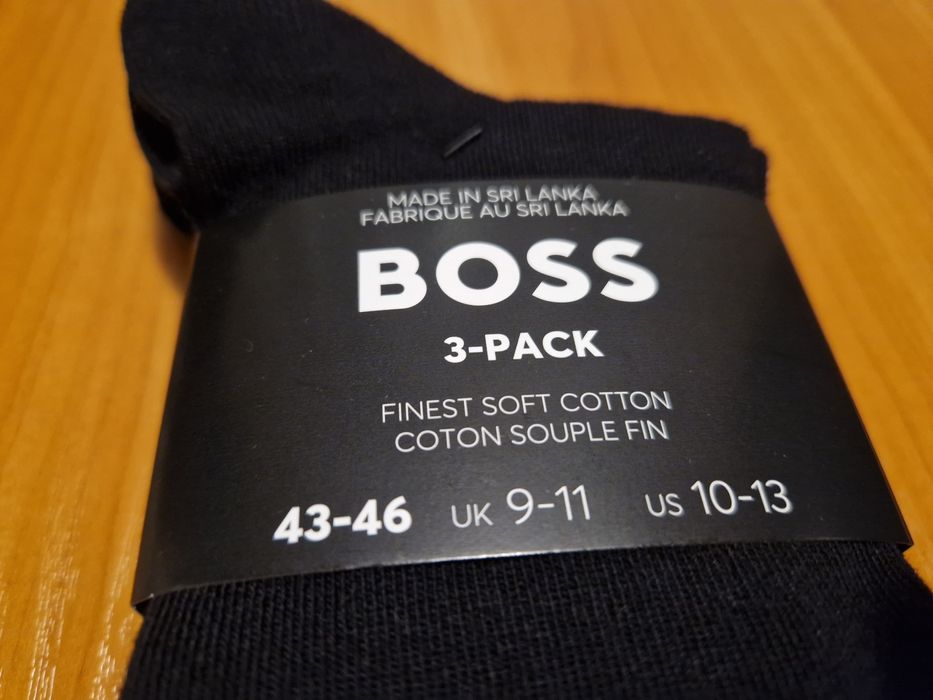 MADE IN SRI LANKA
FABRIQUE AU SRI LANKA
BOSS
3-PACK
FINEST SOFT COTTON
COTON SOUPLE FIN
43-46 UK 9-11 US 10-13